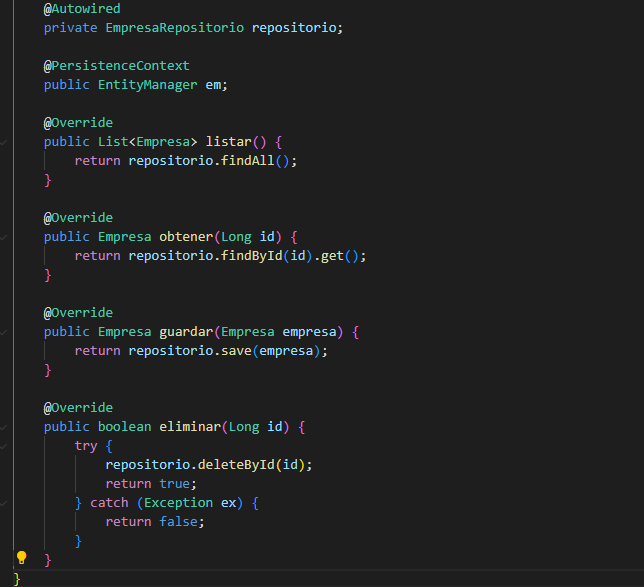 @Autowired
private EmpresaRepositorio repositorio;
@PersistenceContext
public EntityManager em;
@Override
public List<Empresa> listar() {
return repositorio.findAll();
}
@Override
public Empresa obtener(Long id) {
return repositorio.findById(id).get();
}
@Override
public Empresa guardar(Empresa empresa) {
return repositorio.save(empresa);
}
@Override
public boolean eliminar(Long id) {
try {
repositorio.deleteById(id);
return true;
} catch (Exception ex) {
return false;
}
}
}